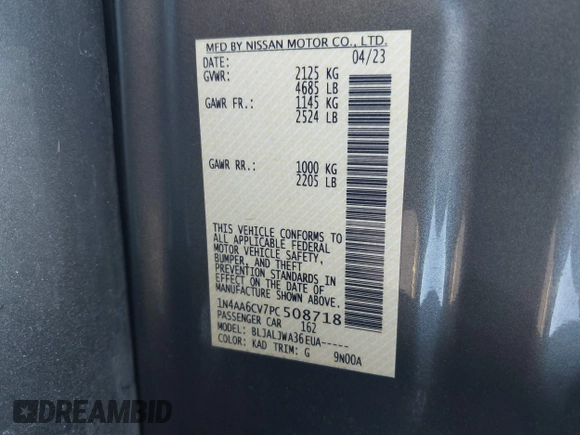 MFD BY NISSAN MOTOR CO., LTD.
DATE: 04/23
GVWR: 2125 KG
4685 LB
GAWR FR.: 1145 KG
2524 LB
GAWR RR.: 1000 KG
2205 LB
THIS VEHICLE CONFORMS TO
ALL APPLICABLE FEDERAL
MOTOR VEHICLE SAFETY,
BUMPER, AND THEFT
PREVENTION STANDARDS IN
EFFECT ON THE DATE OF
MANUFACTURE SHOWN ABOVE.
1N4AA6CV7PC508718
PASSENGER CAR 162
MODEL: BLJALJWA36EUA-----
COLOR: KAD TRIM: G 9N00A
DREAMBID